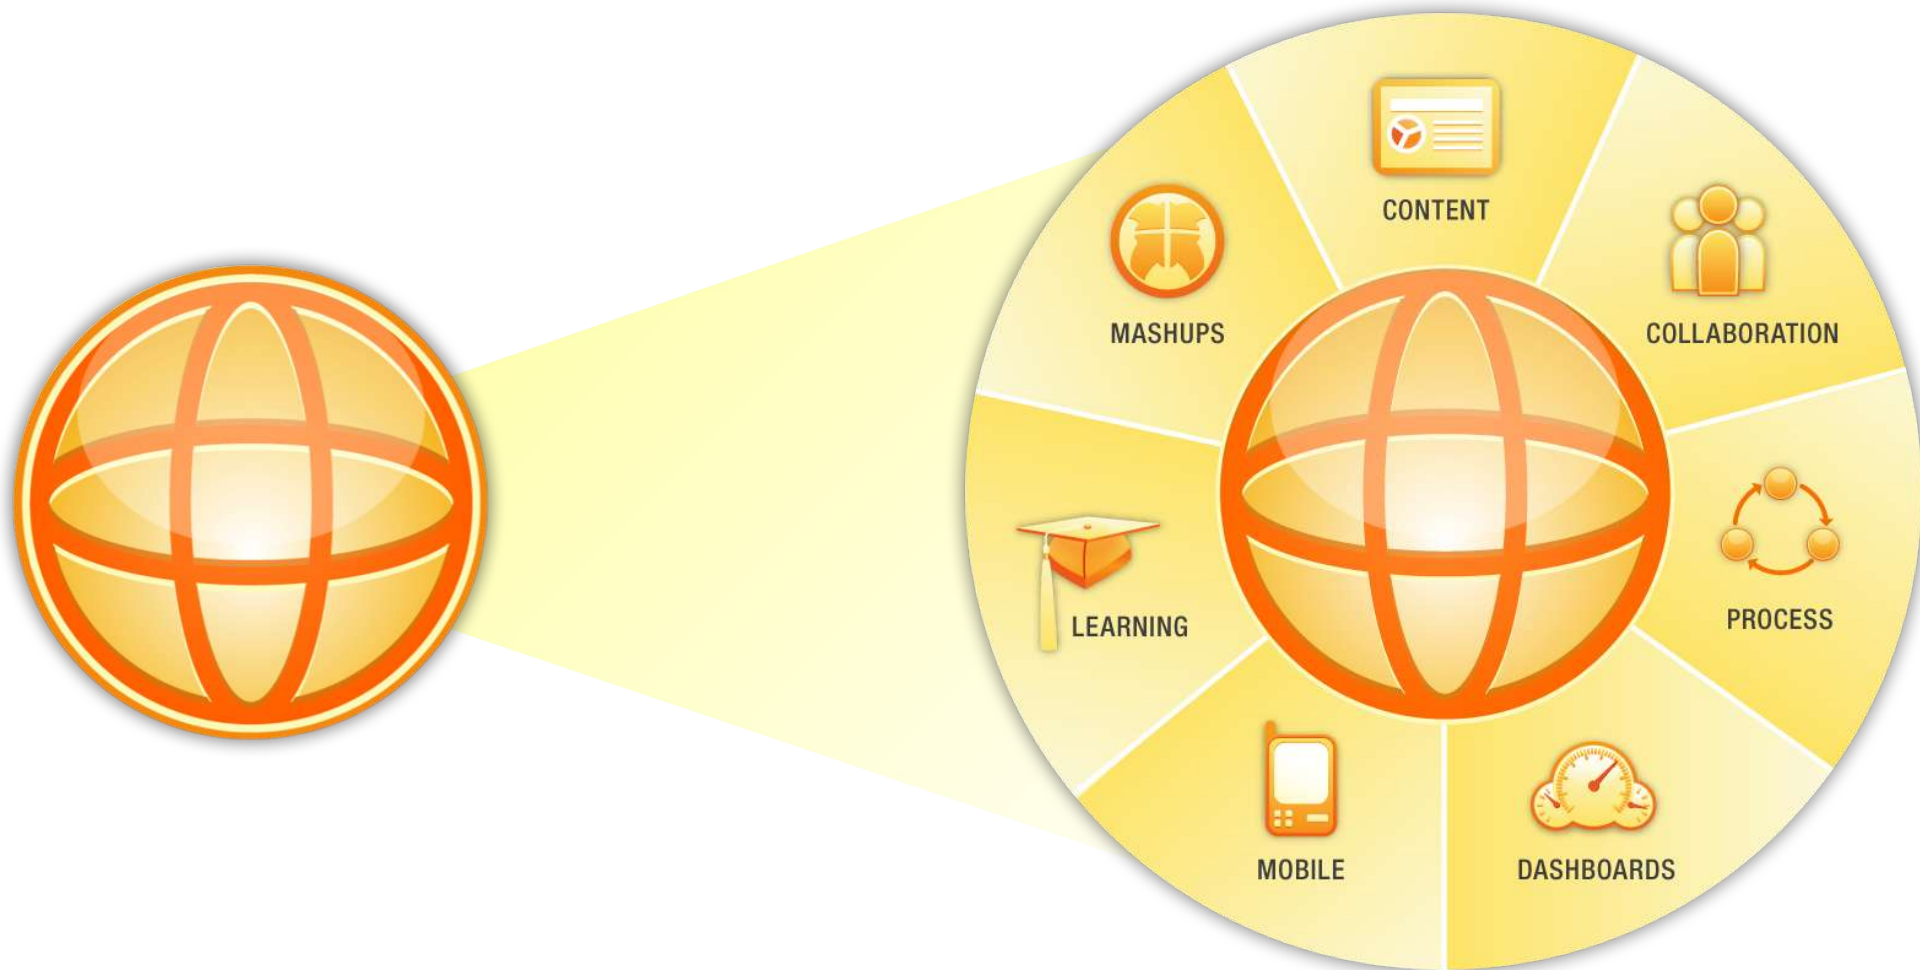 CONTENT
COLLABORATION
PROCESS
DASHBOARDS
MOBILE
LEARNING
MASHUPS